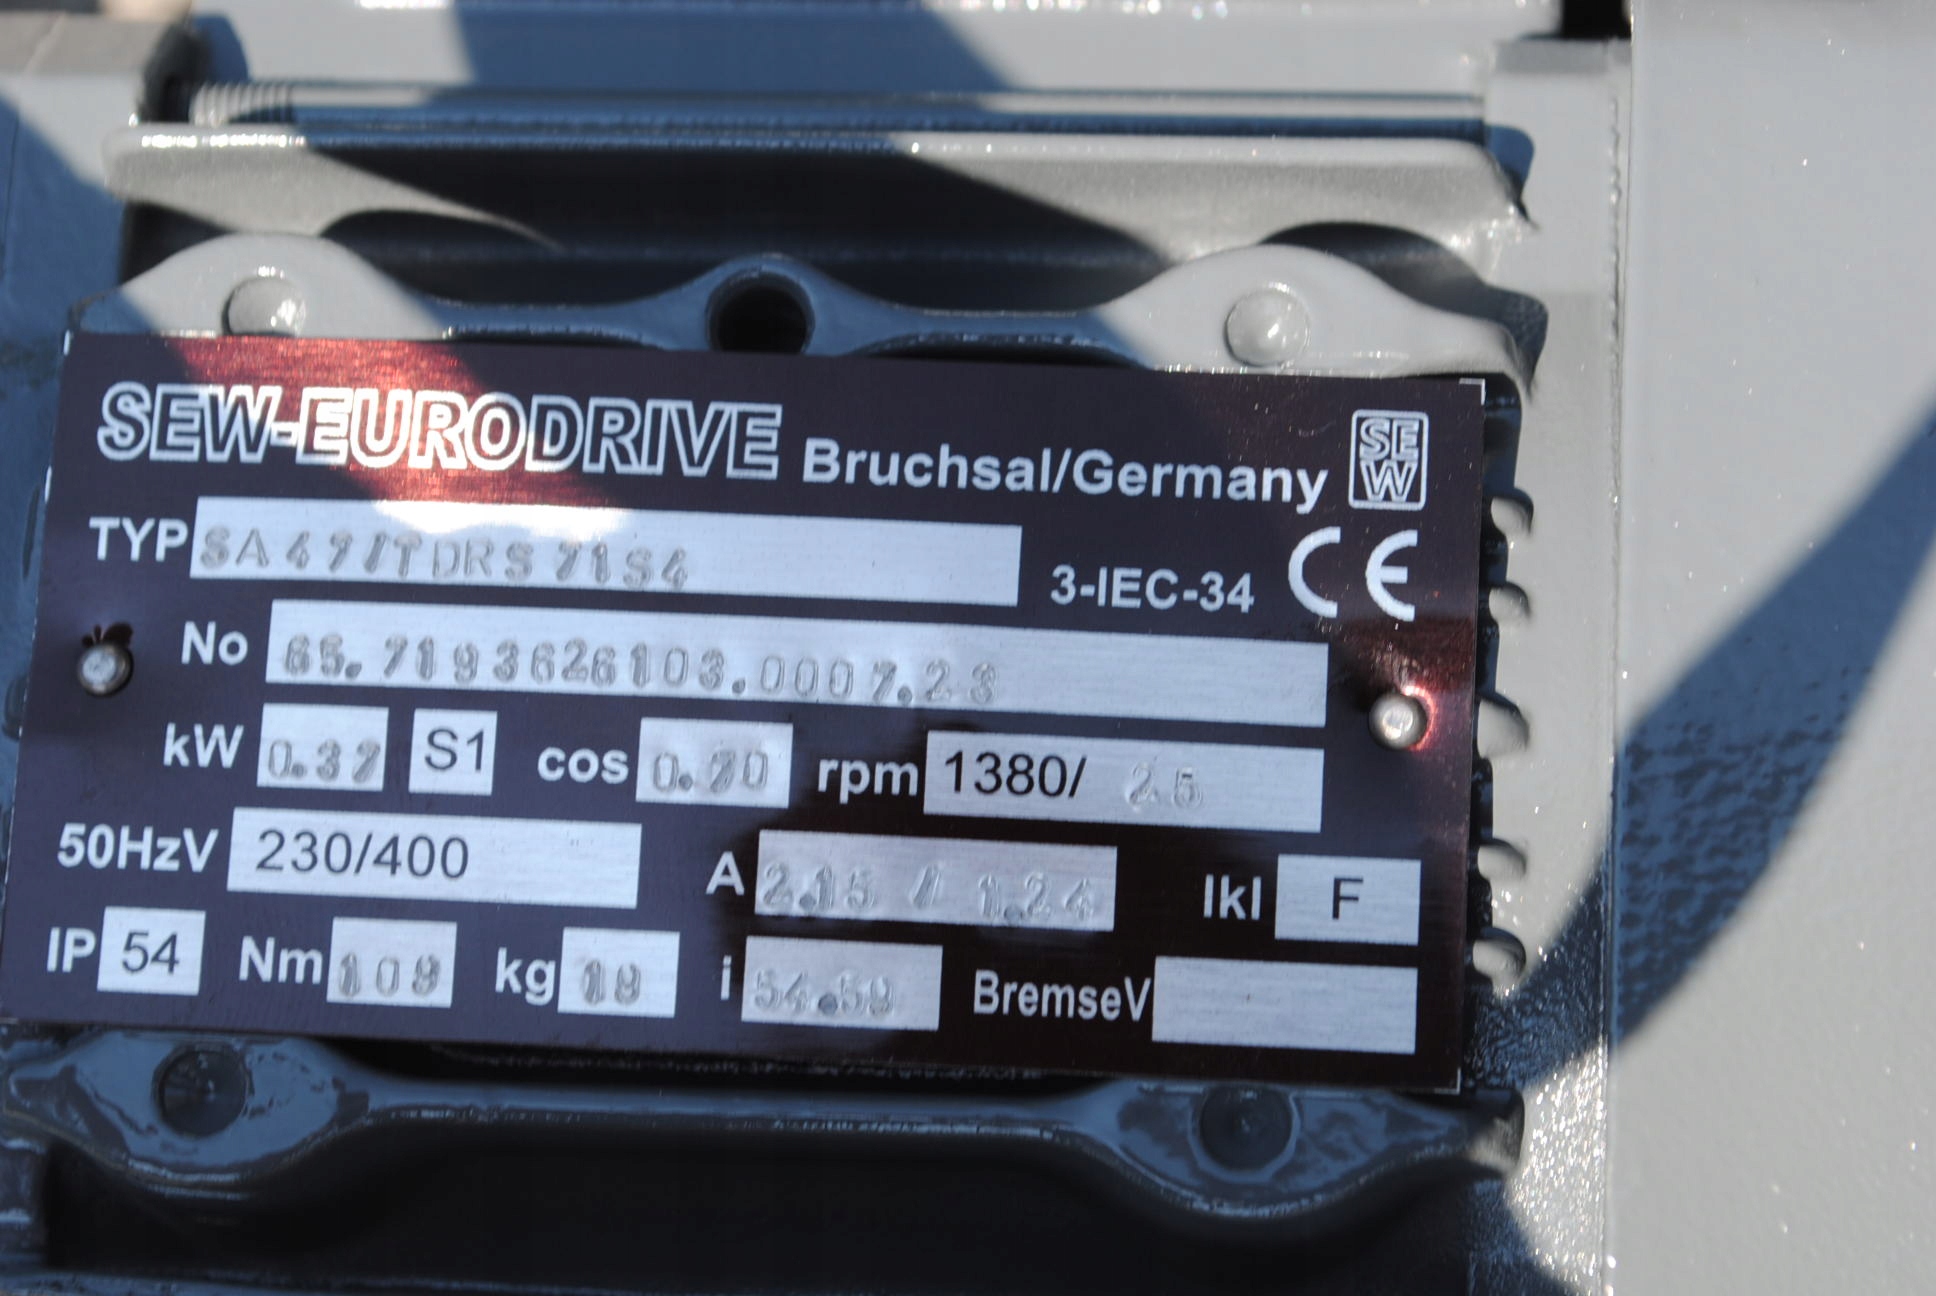 SEW-EURODRIVE Bruchsal/Germany SEW
TYP SA47/TDRS71S4 3-IEC-34 CE
No 65.7193626103.0007.23
kW 0.37 S1 cos 0.70 rpm 1380/ 25
50HzV 230/400 A 2.15 / 1.24 Ikl F
IP 54 Nm 109 kg 19 i 54.59 BremseV